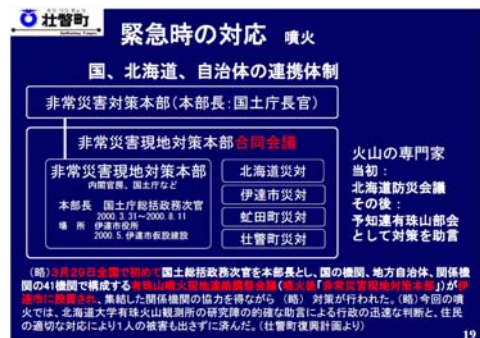 壮瞥町
緊急時の対応 噴火
国、北海道、自治体の連携体制
非常災害対策本部(本部長:国土庁長官)
非常災害現地対策本部合同会議
非常災害現地対策本部
内閣官房、国土庁など
本部長 国土庁総括政務次官
2000.3.31~2000.8.11
場 所 伊達市役所
2000.5.伊達市仮設建設
北海道災対
伊達市災対
虻田町災対
壮瞥町災対
火山の専門家
当初:
北海道防災会議
その後:
予知連有珠山部会
として対策を助言
(略)3月29日全国で初めて国土総括政務次官を本部長とし、国の機関、地方自治体、関係機
関の41機関で構成する有珠山噴火現地連絡調整会議(噴火後「非常災害現地対策本部」)が伊
達市に設置され、集結した関係機関の協力を得ながら (略) 対策が行われた。(略)今回の噴
火では、北海道大学有珠火山観測所の研究陣の的確な助言による行政の迅速な判断と、住民
の適切な対応により1人の被害も出さずに済んだ。(壮瞥町復興計画より)
19